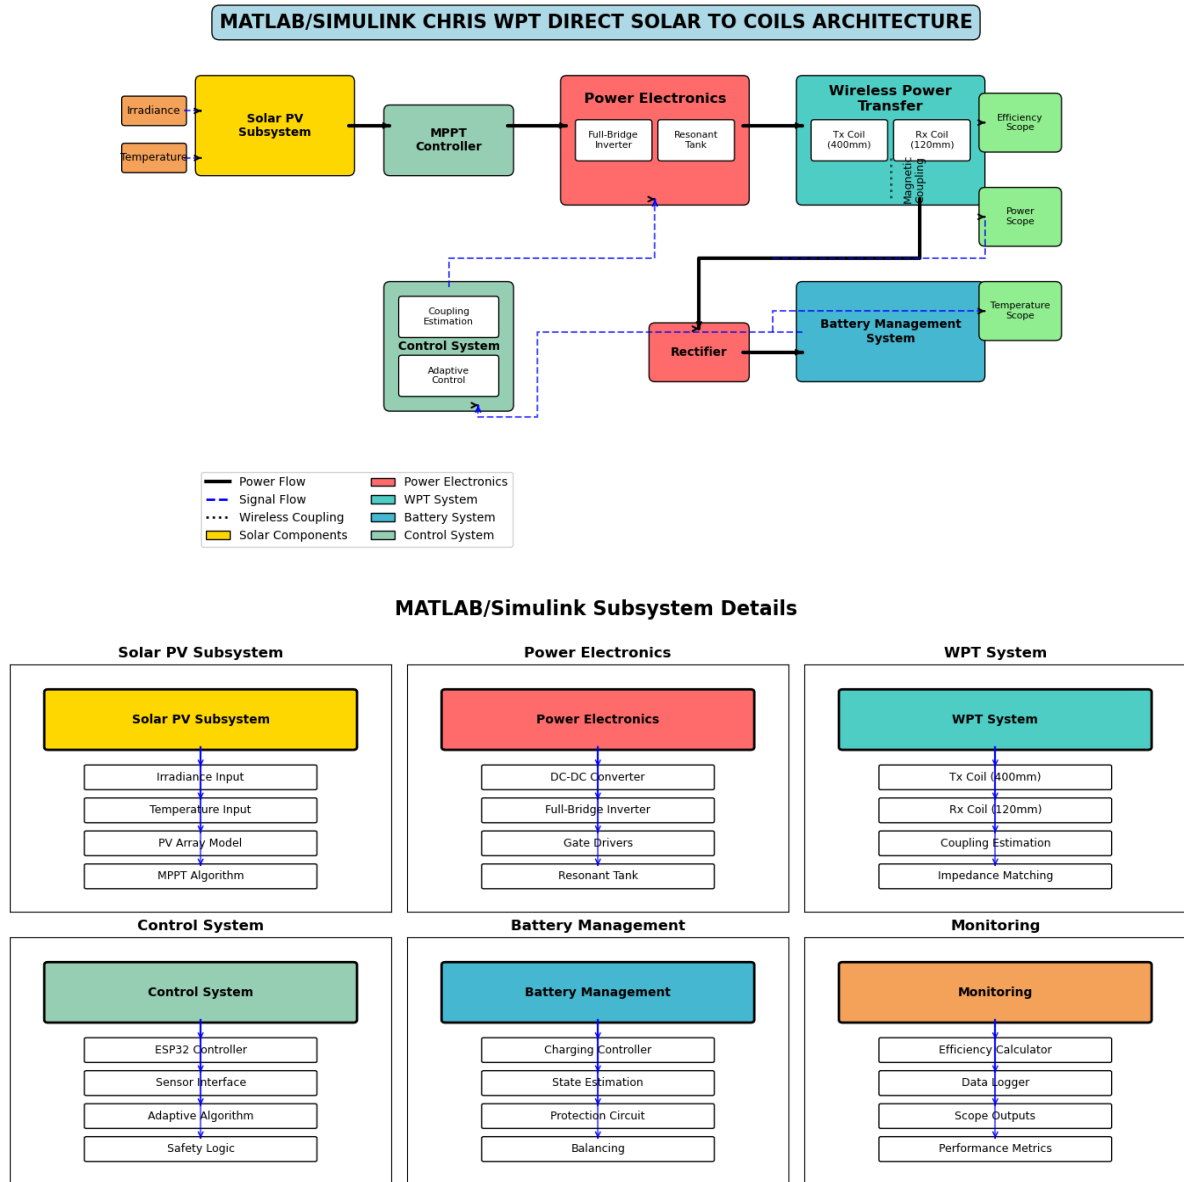 MATLAB/SIMULINK CHRIS WPT DIRECT SOLAR TO COILS ARCHITECTURE
Irradiance
Temperature
Solar PV
Subsystem
MPPT
Controller
Power Electronics
Full-Bridge
Inverter
Resonant
Tank
Wireless Power
Transfer
Tx Coil
(400mm)
Rx Coil
(120mm)
Magnetic
Coupling
Efficiency
Scope
Power
Scope
Temperature
Scope
Coupling
Estimation
Control System
Adaptive
Control
Rectifier
Battery Management
System
Power Flow
Signal Flow
Wireless Coupling
Solar Components
Power Electronics
WPT System
Battery System
Control System
MATLAB/Simulink Subsystem Details
Solar PV Subsystem
Solar PV Subsystem
Irradiance Input
Temperature Input
PV Array Model
MPPT Algorithm
Power Electronics
Power Electronics
DC-DC Converter
Full-Bridge Inverter
Gate Drivers
Resonant Tank
WPT System
WPT System
Tx Coil (400mm)
Rx Coil (120mm)
Coupling Estimation
Impedance Matching
Control System
Control System
ESP32 Controller
Sensor Interface
Adaptive Algorithm
Safety Logic
Battery Management
Battery Management
Charging Controller
State Estimation
Protection Circuit
Balancing
Monitoring
Monitoring
Efficiency Calculator
Data Logger
Scope Outputs
Performance Metrics